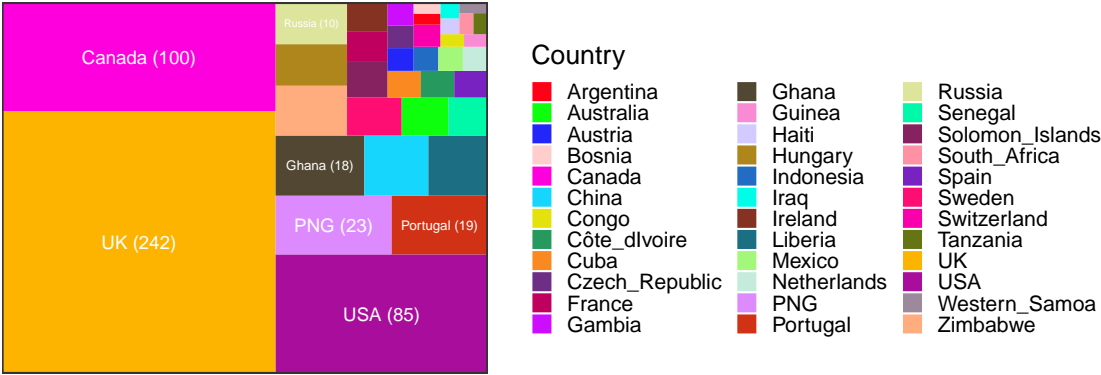 Canada (100)
UK (242)
Russia (10)
Ghana (18)
PNG (23)
Portugal (19)
USA (85)
Country
Argentina
Australia
Austria
Bosnia
Canada
China
Congo
Côte_dIvoire
Cuba
Czech_Republic
France
Gambia
Ghana
Guinea
Haiti
Hungary
Indonesia
Iraq
Ireland
Liberia
Mexico
Netherlands
PNG
Portugal
Russia
Senegal
Solomon_Islands
South_Africa
Spain
Sweden
Switzerland
Tanzania
UK
USA
Western_Samoa
Zimbabwe